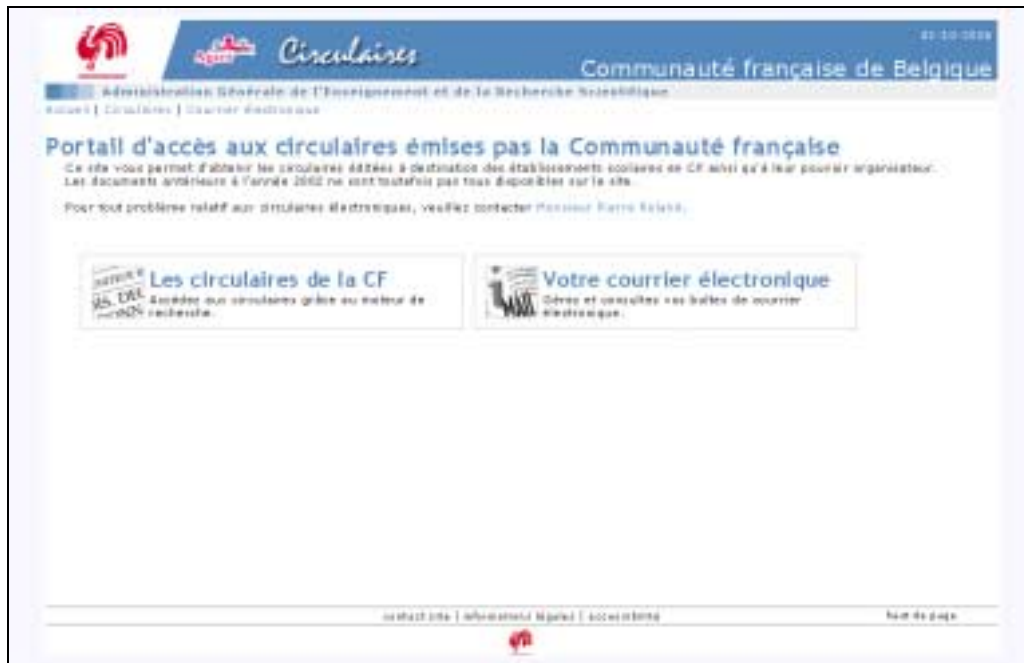 Agers Circulaires
Communauté française de Belgique
Administration Générale de l'Enseignement et de la Recherche Scientifique
Accueil | Circulaires | Courrier électronique
Portail d'accès aux circulaires émises pas la Communauté française
Ce site vous permet d'obtenir les circulaires éditées à destination des établissements scolaires en CF ainsi qu'à leur pouvoir organisateur.
Les documents antérieurs à l'année 2002 ne sont toutefois pas tous disponibles sur le site.
Pour tout problème relatif aux circulaires électroniques, veuillez contacter Monsieur Pierre Roland.
Les circulaires de la CF
Accédez aux circulaires grâce au moteur de
recherche.
Votre courrier électronique
Gérez et consultez vos boîtes de courrier
électronique.
contact site | informations légales | accessibilité
haut de page